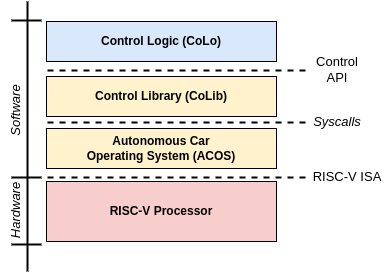 Control Logic (CoLo)
Control
API
Control Library (CoLib)
Syscalls
Autonomous Car
Operating System (ACOS)
RISC-V ISA
RISC-V Processor
Software
Hardware